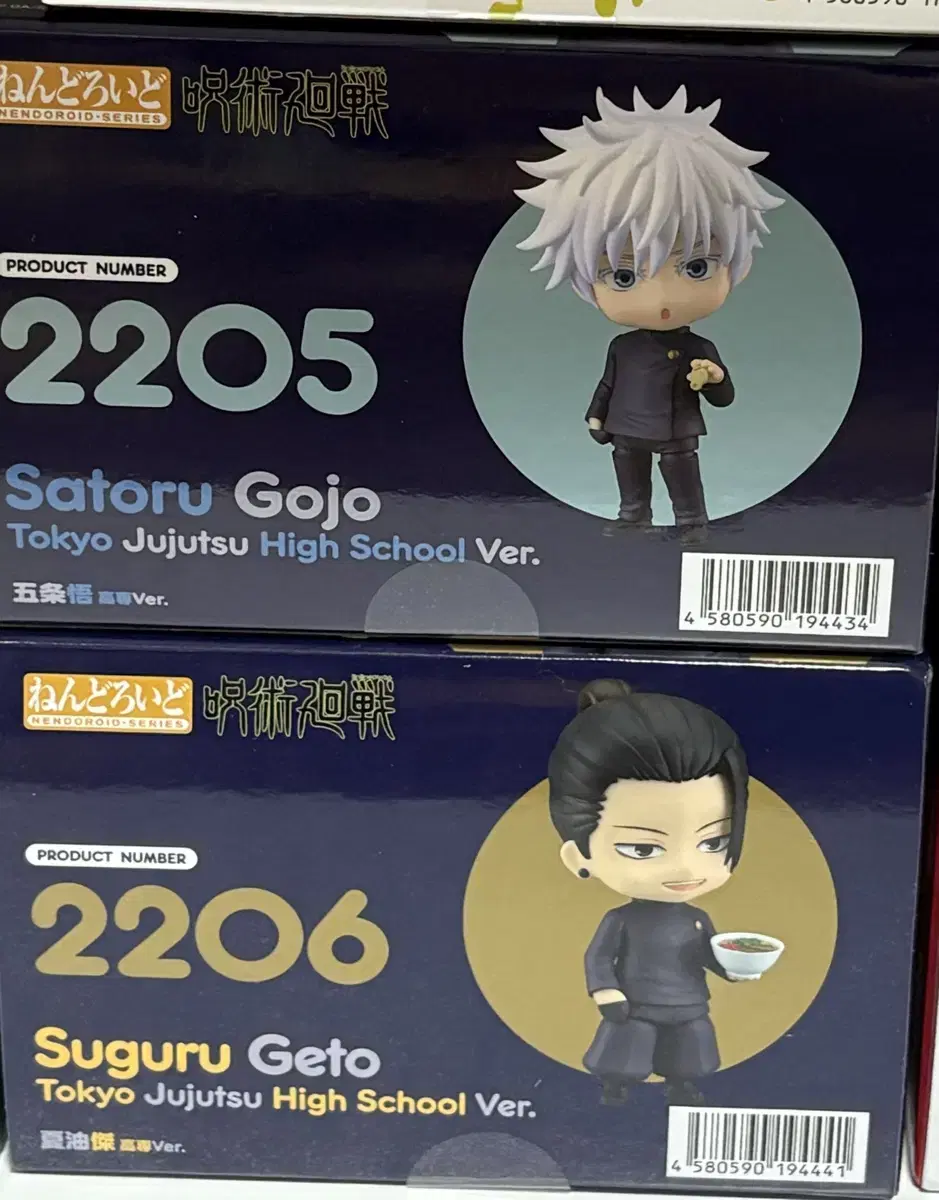 ねんどろいど
NENDOROID·SERIES
呪術廻戦
PRODUCT NUMBER
2205
Satoru Gojo
Tokyo Jujutsu High School Ver.
五条悟 高専Ver.
4 580590 194434
ねんどろいど
NENDOROID·SERIES
呪術廻戦
PRODUCT NUMBER
2206
Suguru Geto
Tokyo Jujutsu High School Ver.
夏油傑 高専Ver.
4 580590 194441